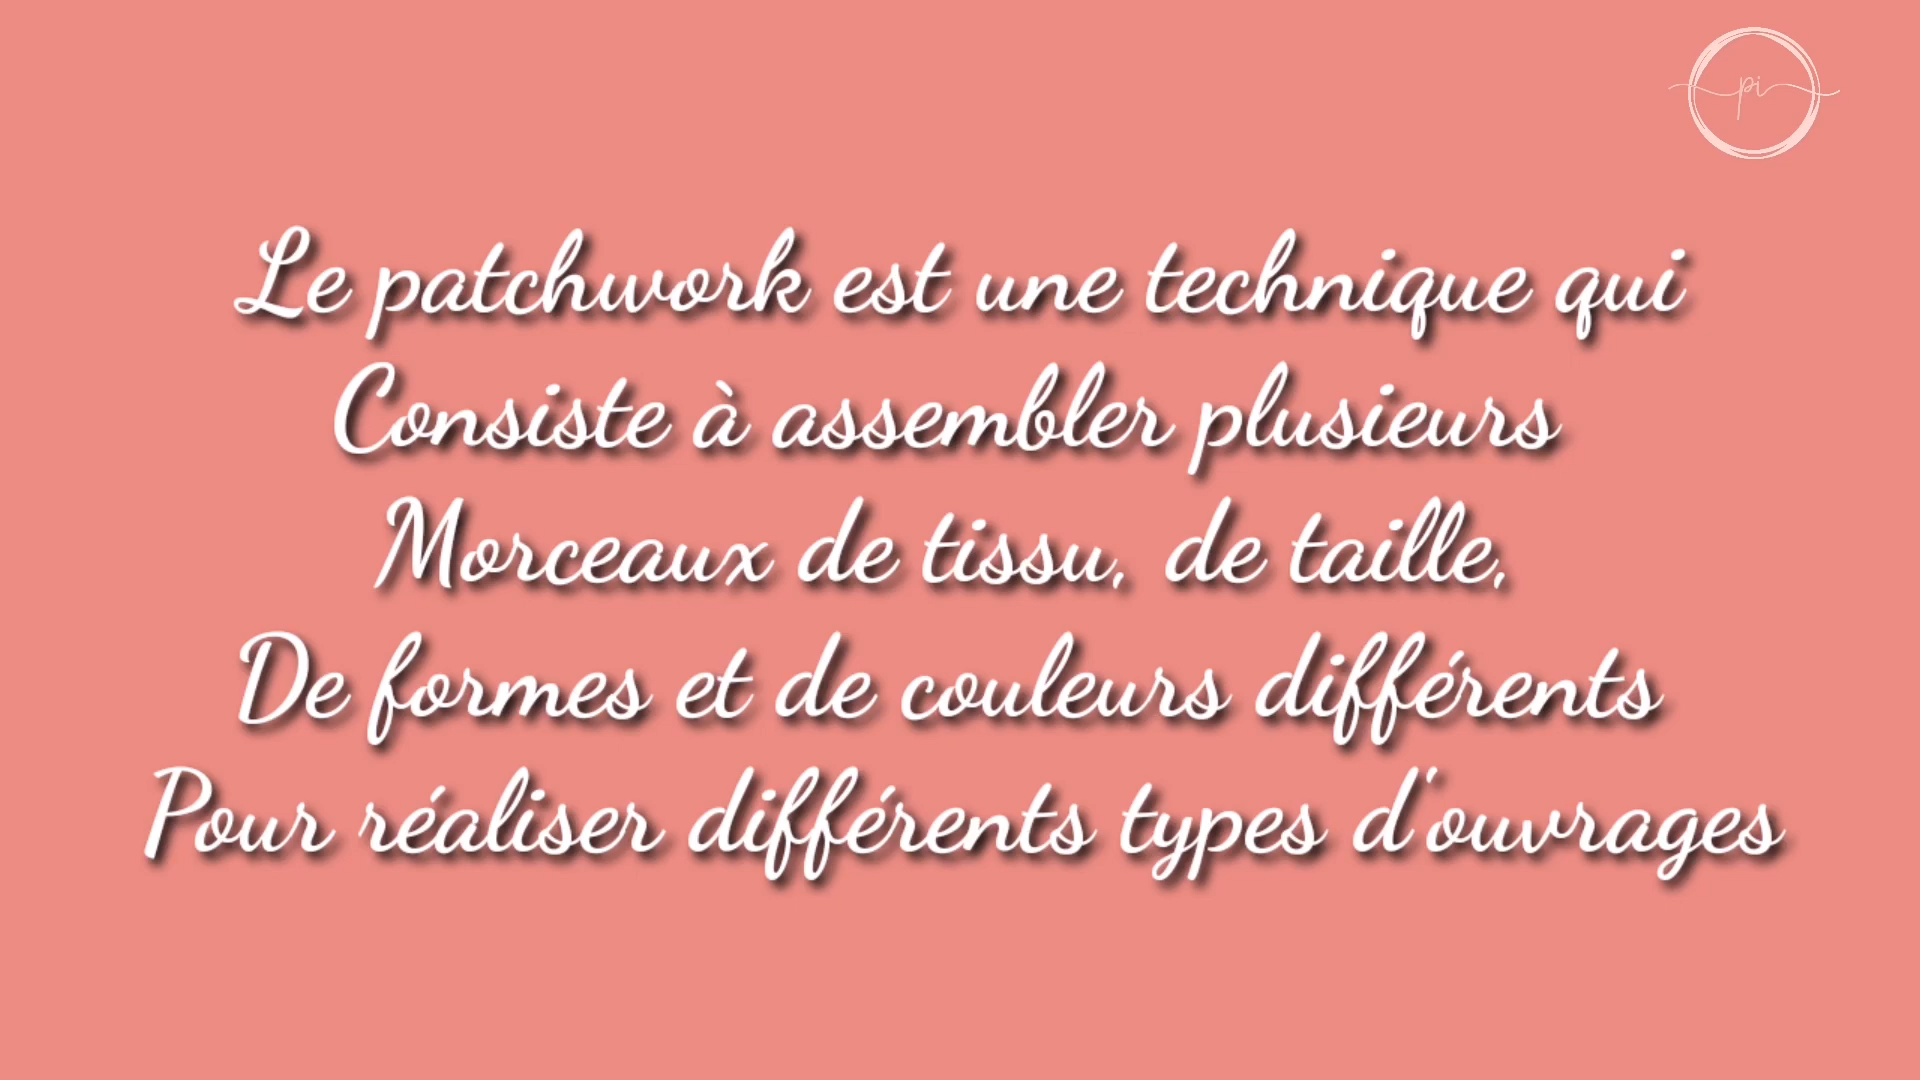 pi
Le patchwork est une technique qui
Consiste à assembler plusieurs
Morceaux de tissu, de taille,
De formes et de couleurs différents
Pour réaliser différents types d'ouvrages